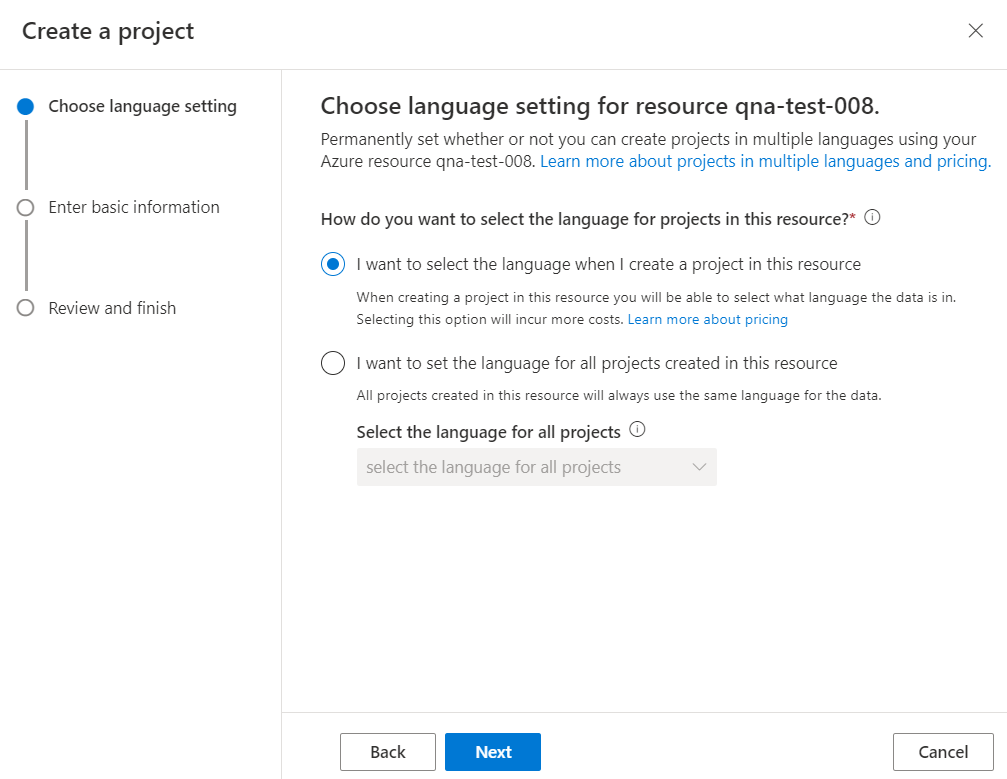 Create a project
Choose language setting
Enter basic information
Review and finish
Choose language setting for resource qna-test-008.
Permanently set whether or not you can create projects in multiple languages using your
Azure resource qna-test-008. Learn more about projects in multiple languages and pricing.
How do you want to select the language for projects in this resource?*
I want to select the language when I create a project in this resource
When creating a project in this resource you will be able to select what language the data is in.
Selecting this option will incur more costs. Learn more about pricing
I want to set the language for all projects created in this resource
All projects created in this resource will always use the same language for the data.
Select the language for all projects
select the language for all projects
Back
Next
Cancel